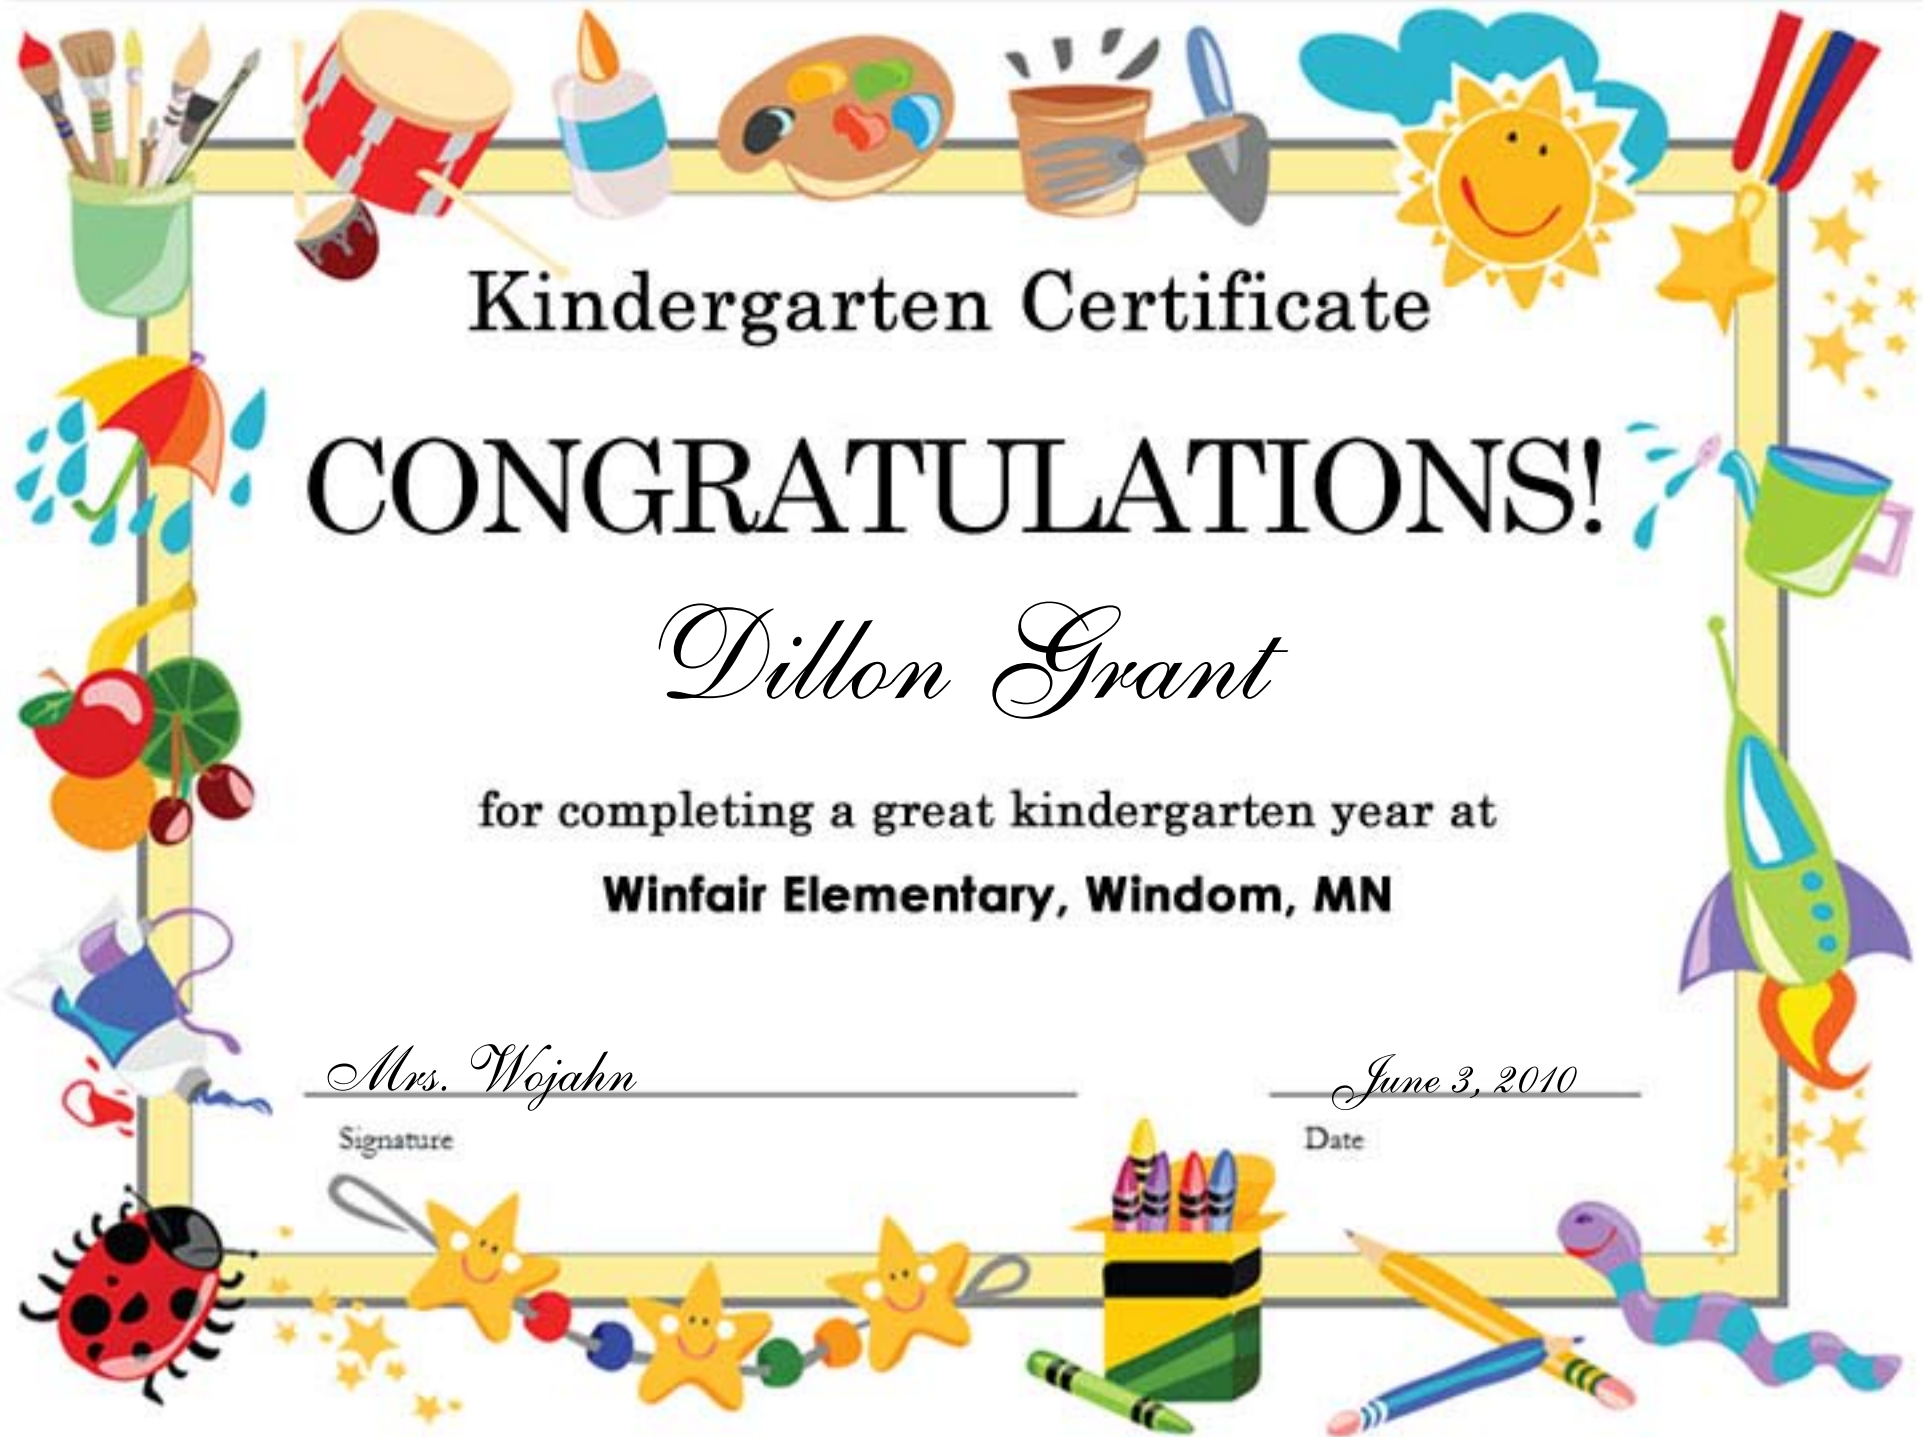 Kindergarten Certificate
CONGRATULATIONS!
Dillon Grant
for completing a great kindergarten year at
Winfair Elementary, Windom, MN
Mrs. Wojahn
June 3, 2010
Signature
Date